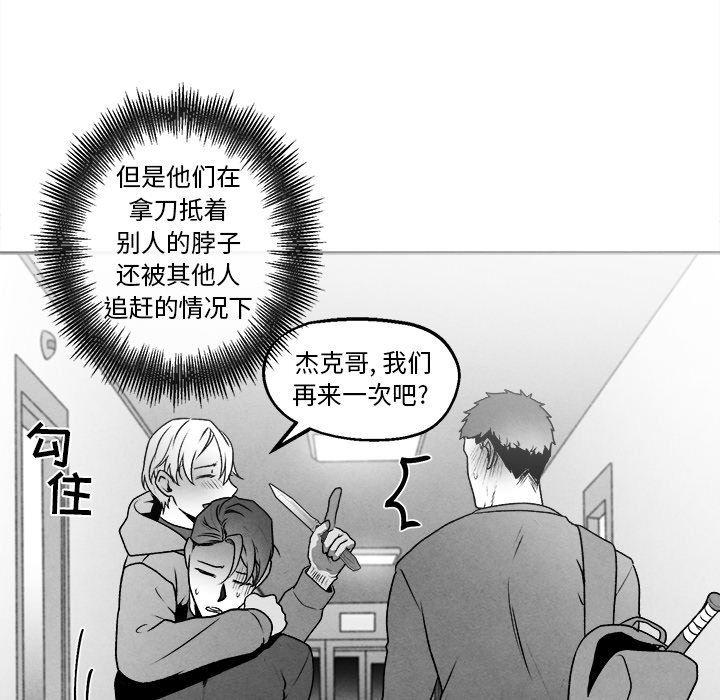 但是他们在
拿刀抵着
别人的脖子
还被其他人
追赶的情况下
杰克哥, 我们
再来一次吧?
勾
住